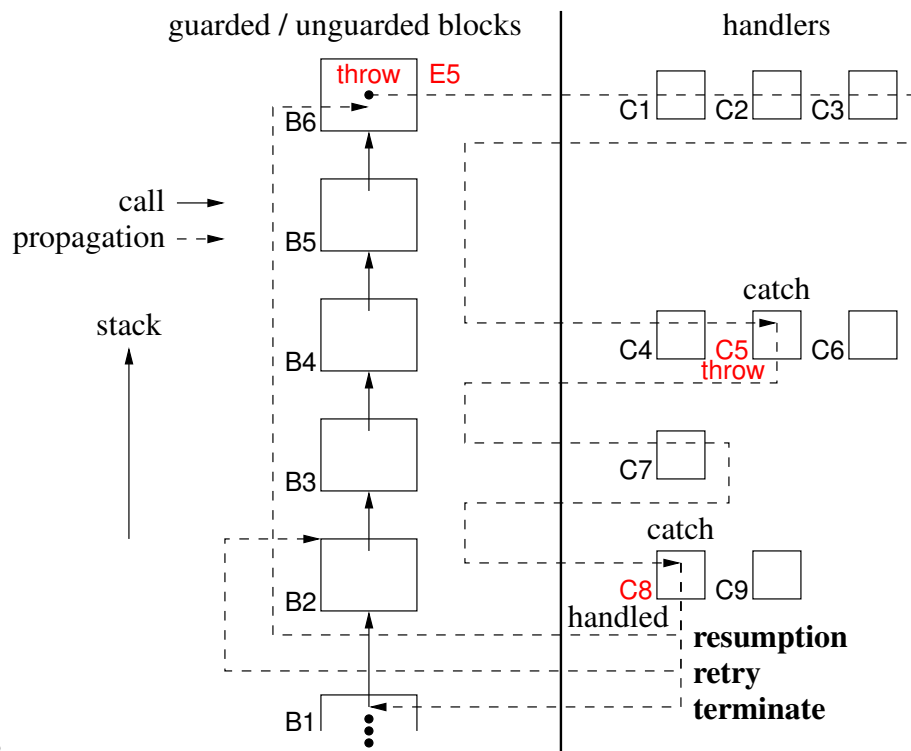 guarded / unguarded blocks
handlers
throw E5
B6
C1
C2
C3
call
propagation
B5
catch
stack
B4
C4
C5
C6
throw
B3
C7
catch
B2
C8
C9
handled
resumption
retry
B1
terminate